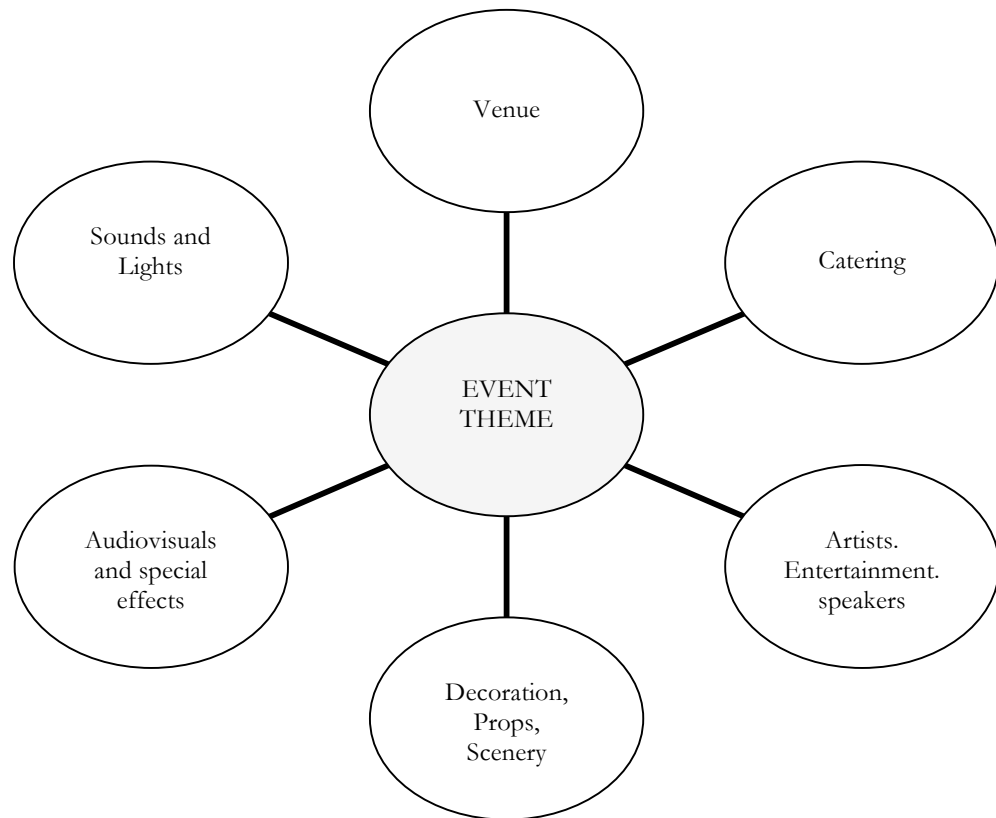 Venue
Sounds and
Lights
Catering
EVENT
THEME
Audiovisuals
and special
effects
Artists.
Entertainment.
speakers
Decoration,
Props,
Scenery